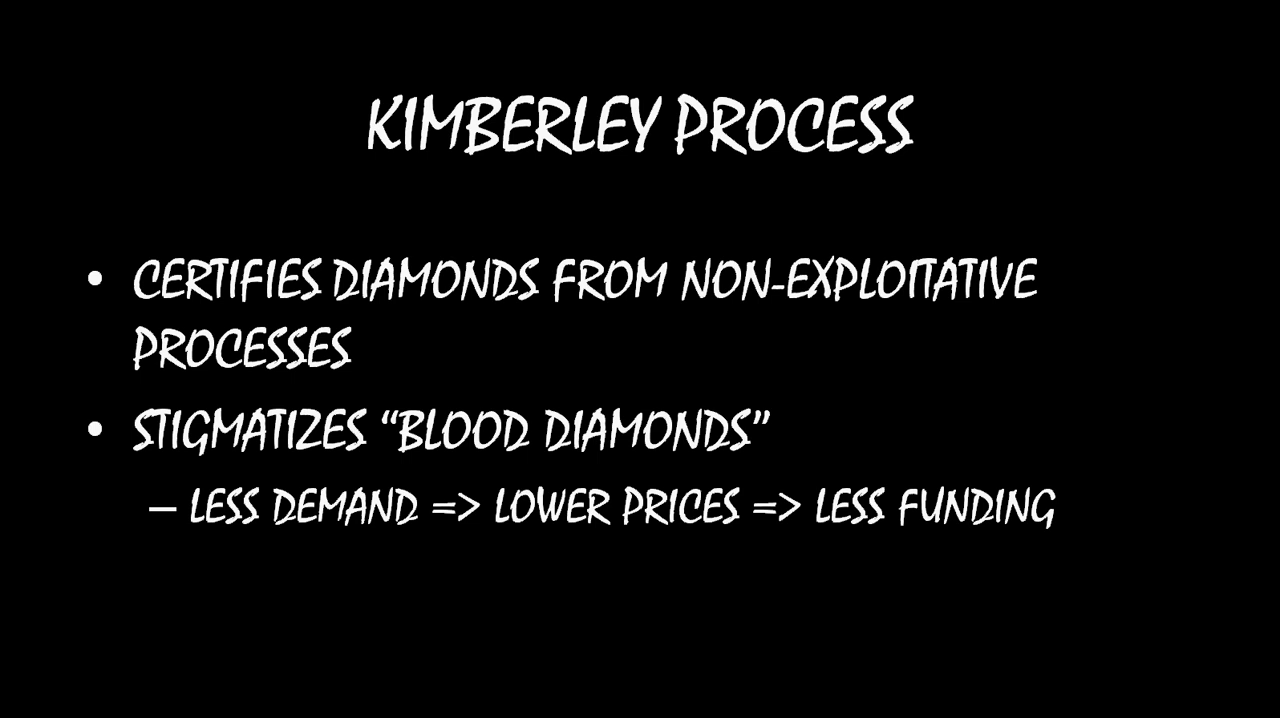 KIMBERLEY PROCESS
• CERTIFIES DIAMONDS FROM NON-EXPLOITATIVE
PROCESSES
• STIGMATIZES “BLOOD DIAMONDS”
– LESS DEMAND => LOWER PRICES => LESS FUNDING